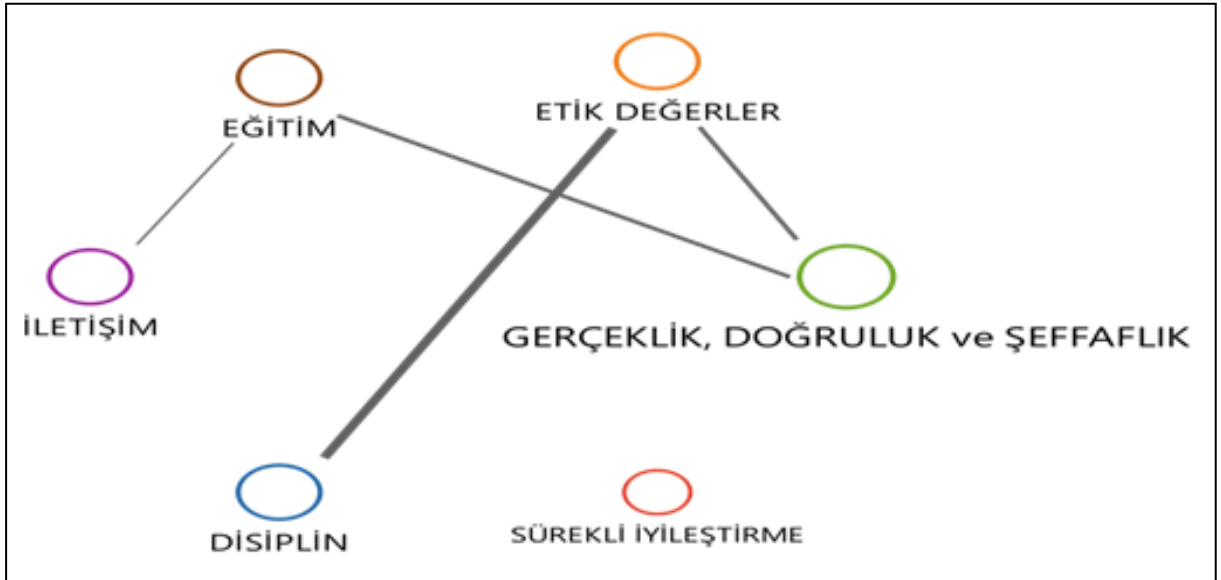 EĞİTİM
ETİK DEĞERLER
İLETİŞİM
GERÇEKLİK, DOĞRULUK ve ŞEFFAFLIK
DİSİPLİN
SÜREKLİ İYİLEŞTİRME